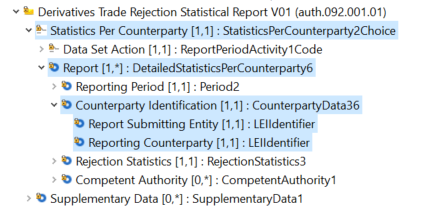 Derivatives Trade Rejection Statistical Report V01 (auth.092.001.01)
Statistics Per Counterparty [1,1] : StatisticsPerCounterparty2Choice
Data Set Action [1,1] : ReportPeriodActivity1Code
Report [1,*] : DetailedStatisticsPerCounterparty6
Reporting Period [1,1] : Period2
Counterparty Identification [1,1] : CounterpartyData36
Report Submitting Entity [1,1] : LEIIdentifier
Reporting Counterparty [1,1] : LEIIdentifier
Rejection Statistics [1,1] : RejectionStatistics3
Competent Authority [0,*] : CompetentAuthority1
Supplementary Data [0,*] : SupplementaryData1